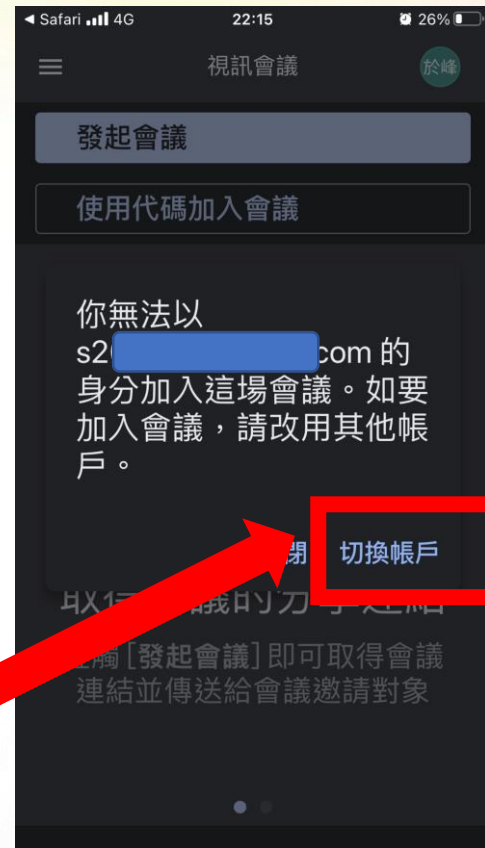 Safari 4G 22:15 26%
視訊會議 於峰
發起會議
使用代碼加入會議
你無法以
s2 com 的
身分加入這場會議。如要
加入會議，請改用其他帳
戶。
切換帳戶
[發起會議]即可取得會議
連結並傳送給會議邀請對象